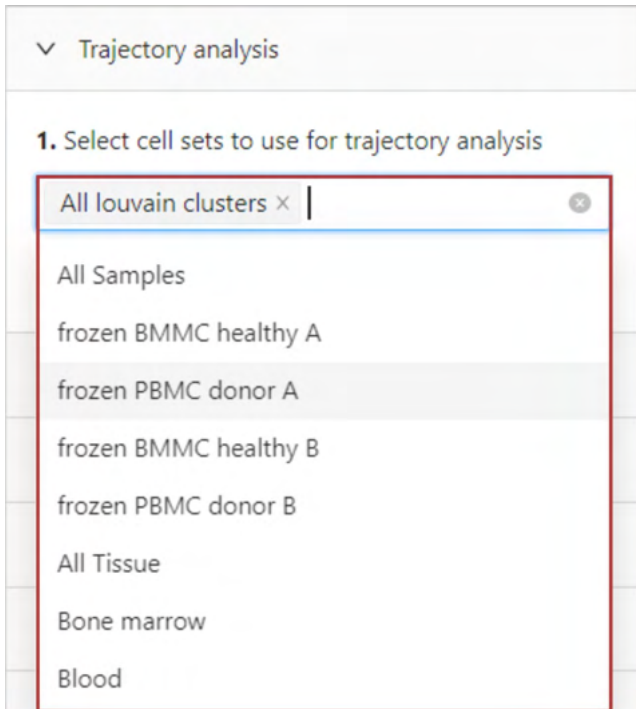 Trajectory analysis
1. Select cell sets to use for trajectory analysis
All louvain clusters ×
All Samples
frozen BMMC healthy A
frozen PBMC donor A
frozen BMMC healthy B
frozen PBMC donor B
All Tissue
Bone marrow
Blood